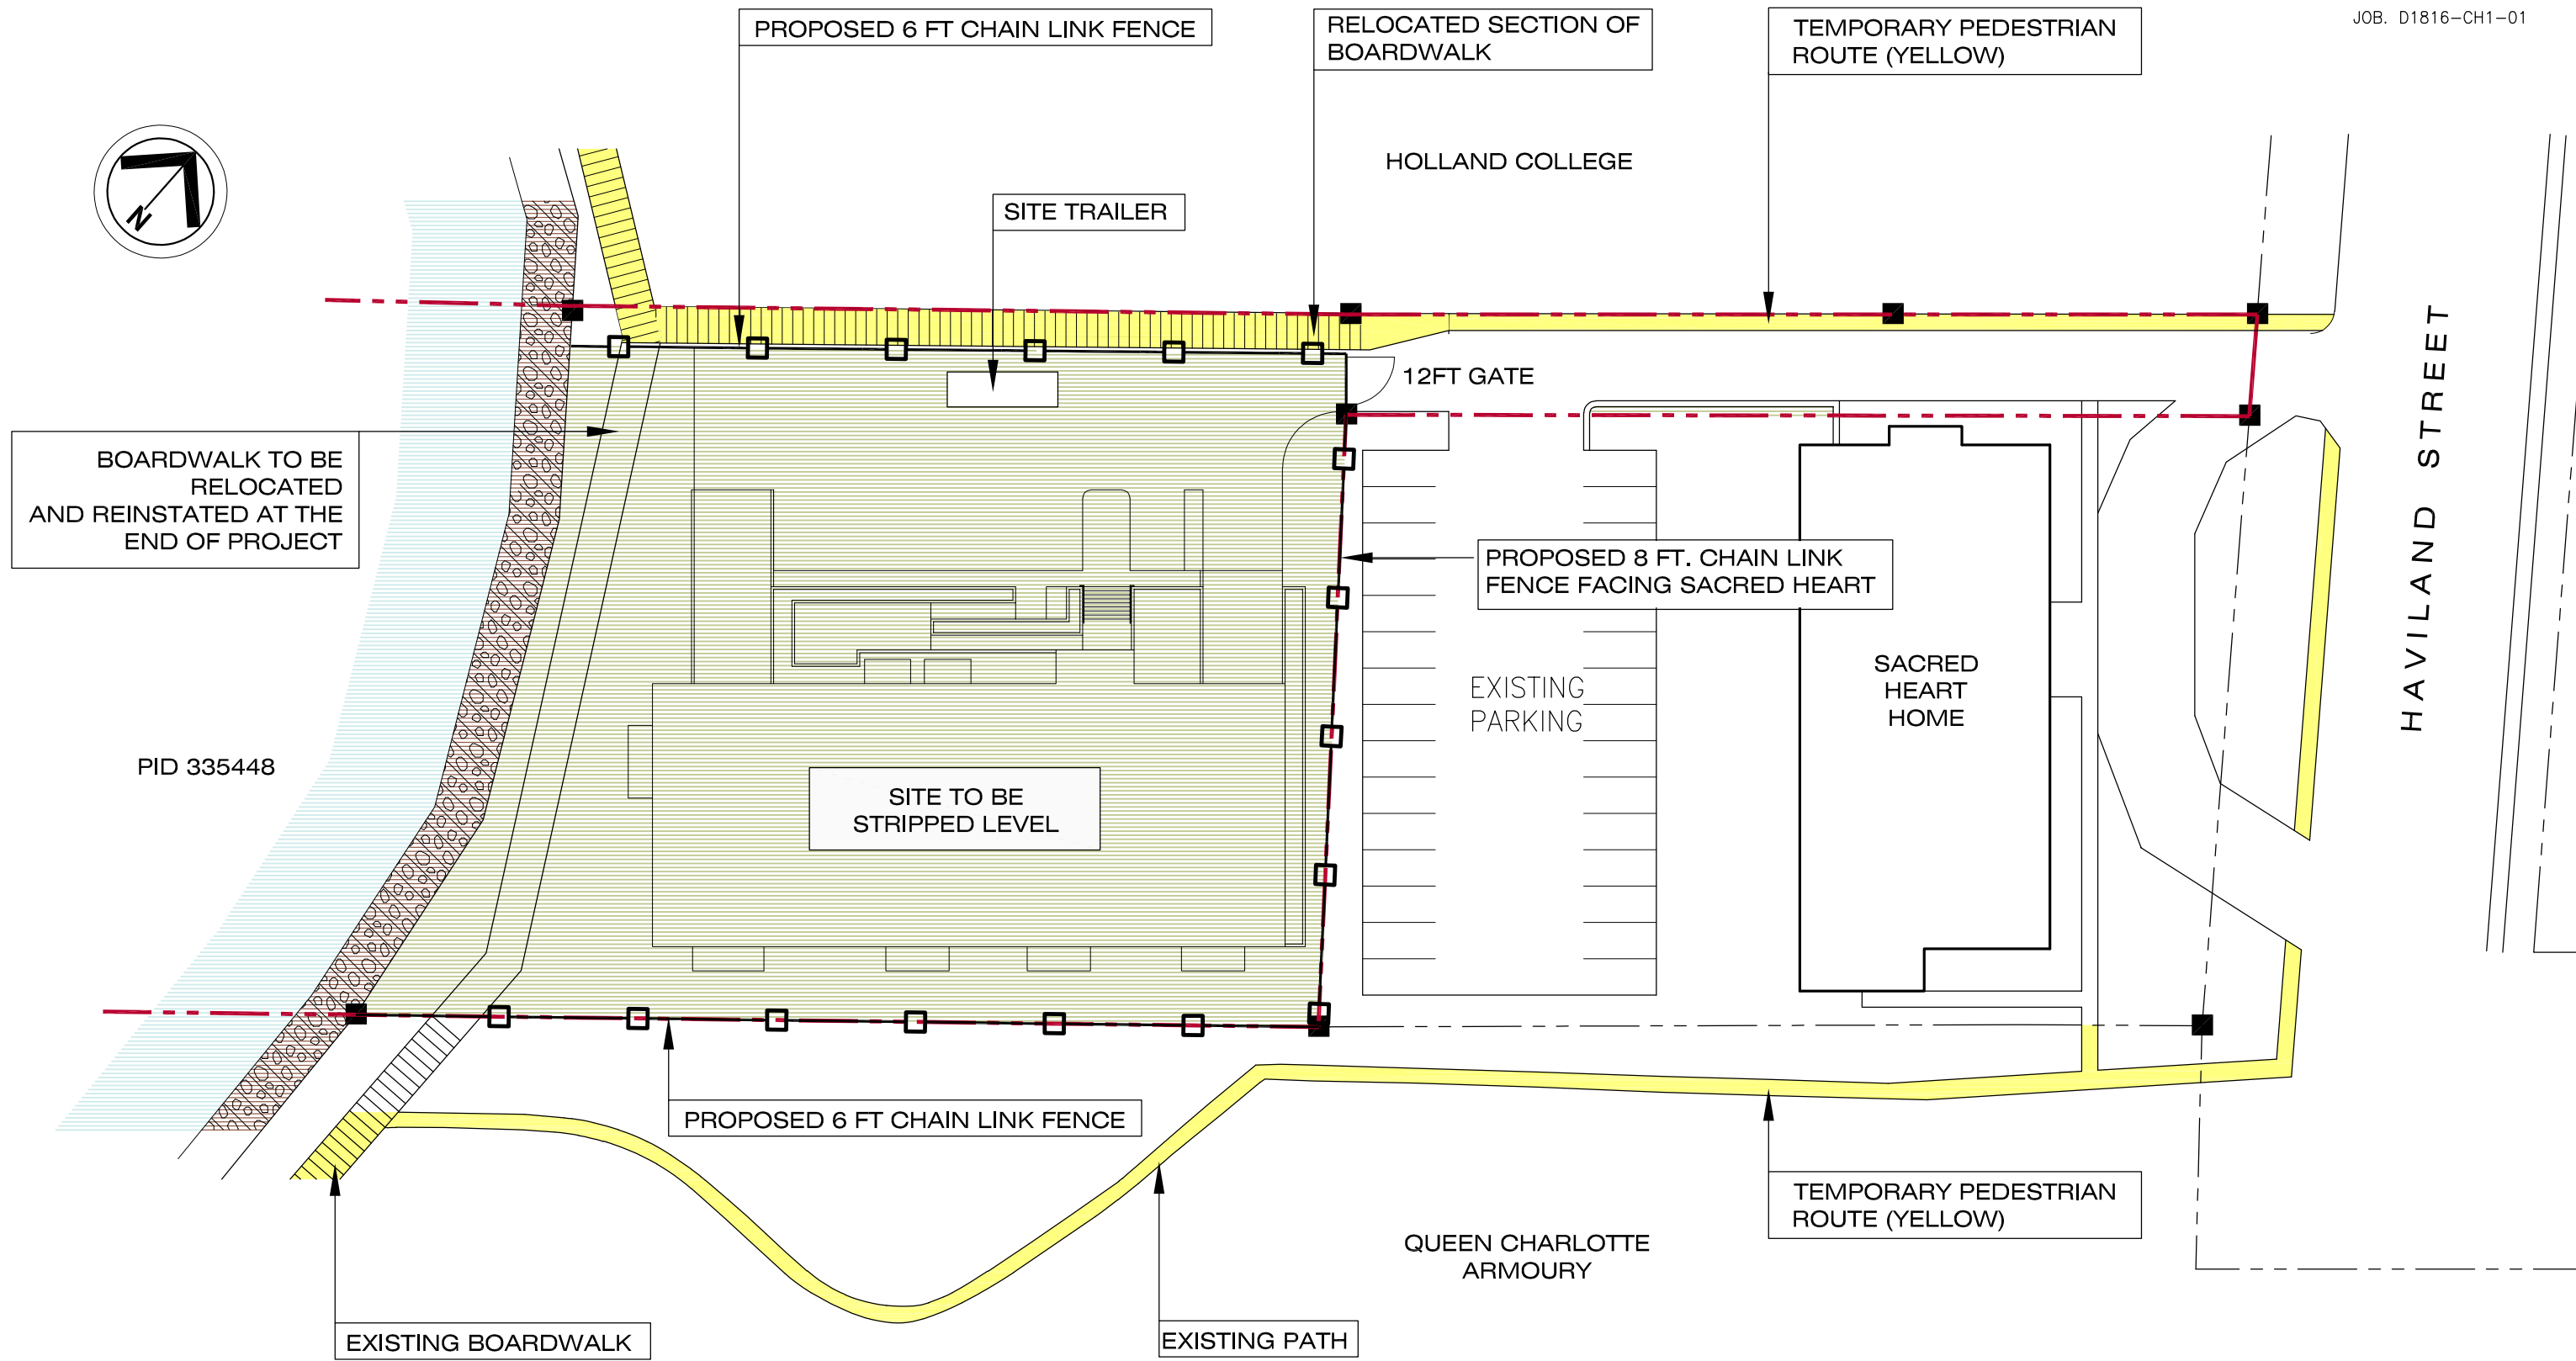 JOB. D1816-CH1-01
PROPOSED 6 FT CHAIN LINK FENCE
RELOCATED SECTION OF
BOARDWALK
TEMPORARY PEDESTRIAN
ROUTE (YELLOW)
HOLLAND COLLEGE
SITE TRAILER
N
12FT GATE
BOARDWALK TO BE
RELOCATED
AND REINSTATED AT THE
END OF PROJECT
PROPOSED 8 FT. CHAIN LINK
FENCE FACING SACRED HEART
HAVILAND STREET
EXISTING
PARKING
SACRED
HEART
HOME
PID 335448
SITE TO BE
STRIPPED LEVEL
PROPOSED 6 FT CHAIN LINK FENCE
TEMPORARY PEDESTRIAN
ROUTE (YELLOW)
QUEEN CHARLOTTE
ARMOURY
EXISTING BOARDWALK
EXISTING PATH